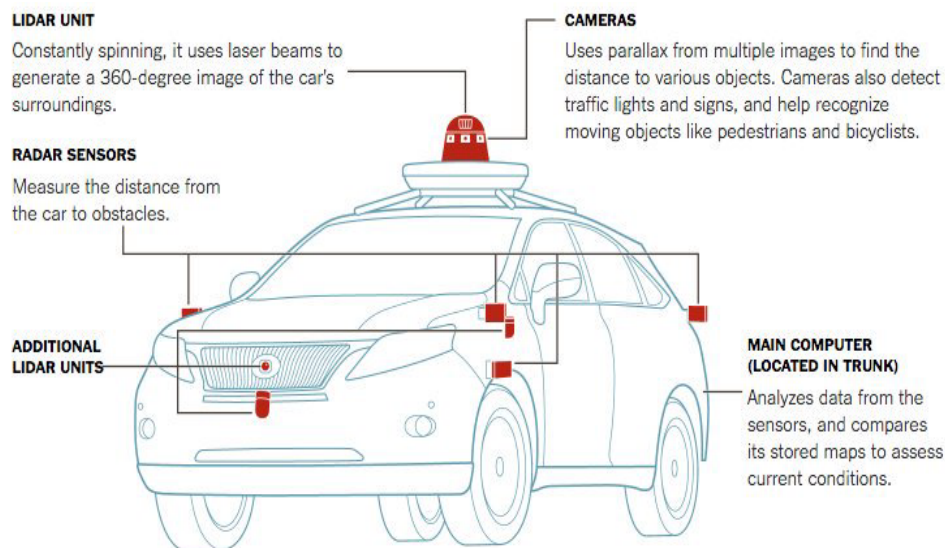 LIDAR UNIT
Constantly spinning, it uses laser beams to
generate a 360-degree image of the car's
surroundings.
CAMERAS
Uses parallax from multiple images to find the
distance to various objects. Cameras also detect
traffic lights and signs, and help recognize
moving objects like pedestrians and bicyclists.
RADAR SENSORS
Measure the distance from
the car to obstacles.
ADDITIONAL
LIDAR UNITS
MAIN COMPUTER
(LOCATED IN TRUNK)
Analyzes data from the
sensors, and compares
its stored maps to assess
current conditions.